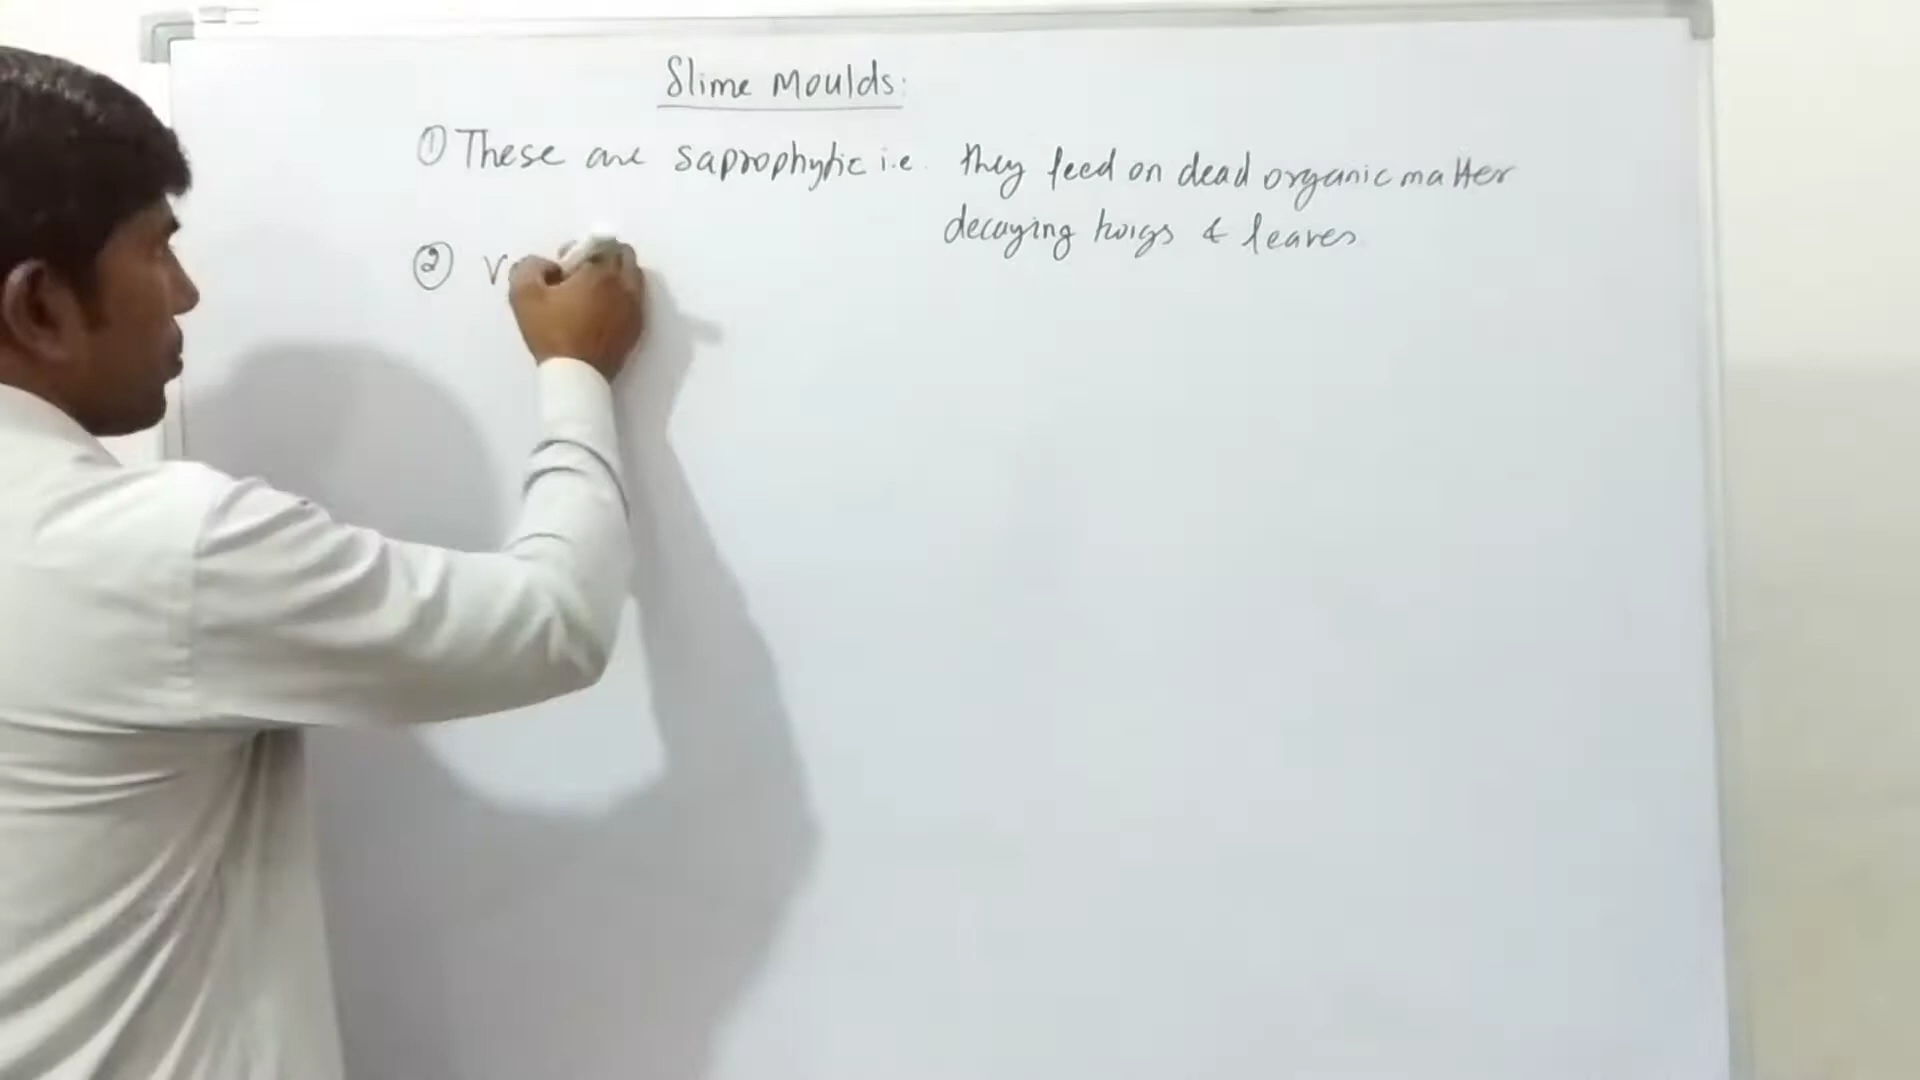 Slime Moulds:
① These are saprophytic i.e. they feed on dead organic matter
decaying twigs & leaves
②